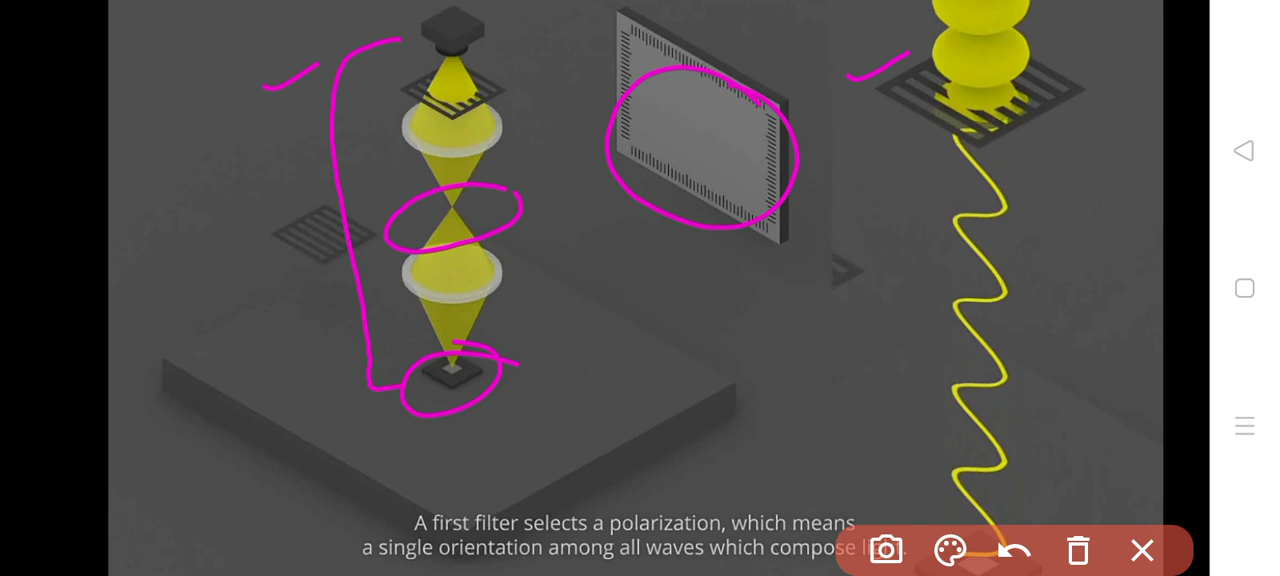 A first filter selects a polarization, which means
a single orientation among all waves which compose